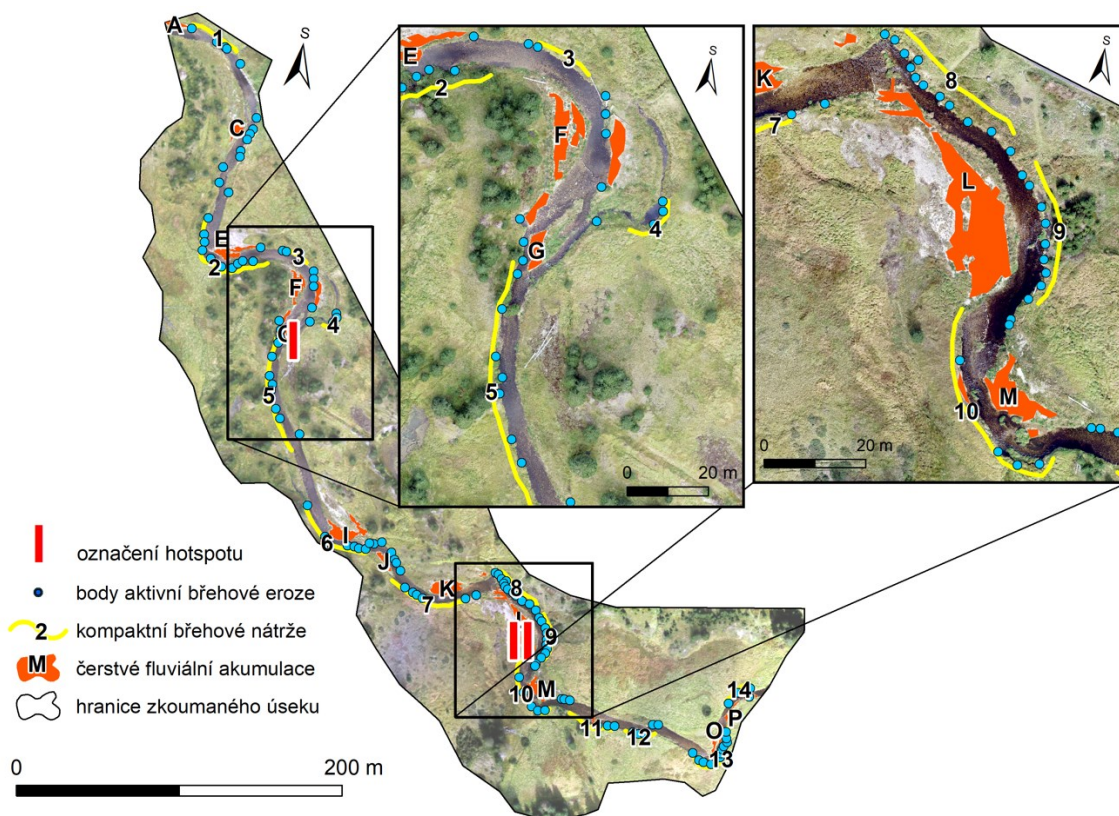 A
1
C
E
2
3
F
4
G
I
5
6
I
J
7
K
8
L
II
9
10
M
11
12
13
O
P
14
S
E
2
3
F
G
4
5
0 20 m
S
K
7
8
L
9
10
M
0 20 m
S
označení hotspotu
body aktivní břehové eroze
2 kompaktní břehové nátrže
M čerstvé fluviální akumulace
hranice zkoumaného úseku
0 200 m